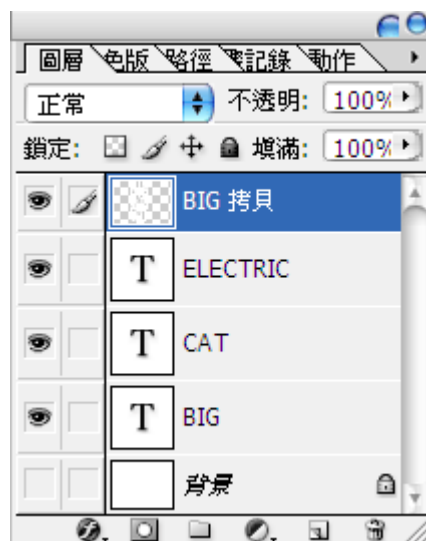 圖層 色版 路徑 記錄 動作
正常 不透明: 100%
鎖定: 填滿: 100%
BIG 拷貝
T ELECTRIC
T CAT
T BIG
背景